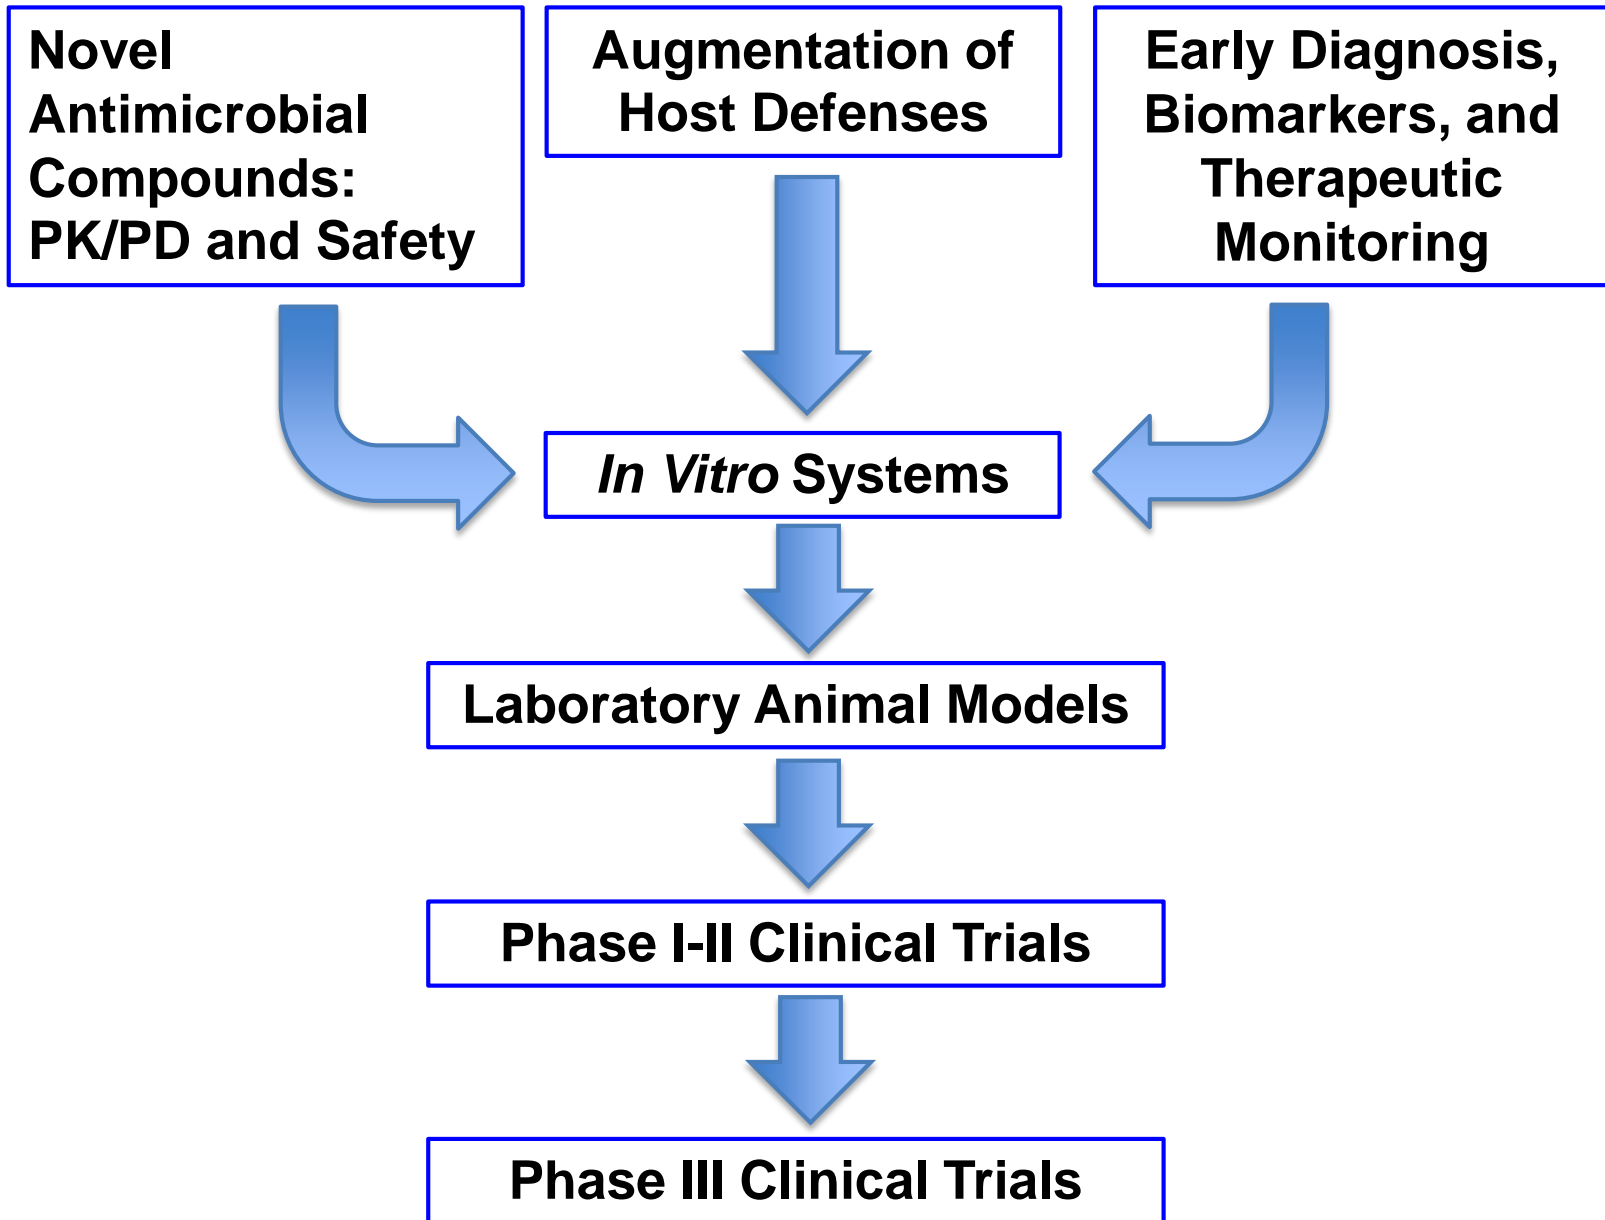 Novel
Antimicrobial
Compounds:
PK/PD and Safety
Augmentation of
Host Defenses
Early Diagnosis,
Biomarkers, and
Therapeutic
Monitoring
In Vitro Systems
Laboratory Animal Models
Phase I-II Clinical Trials
Phase III Clinical Trials